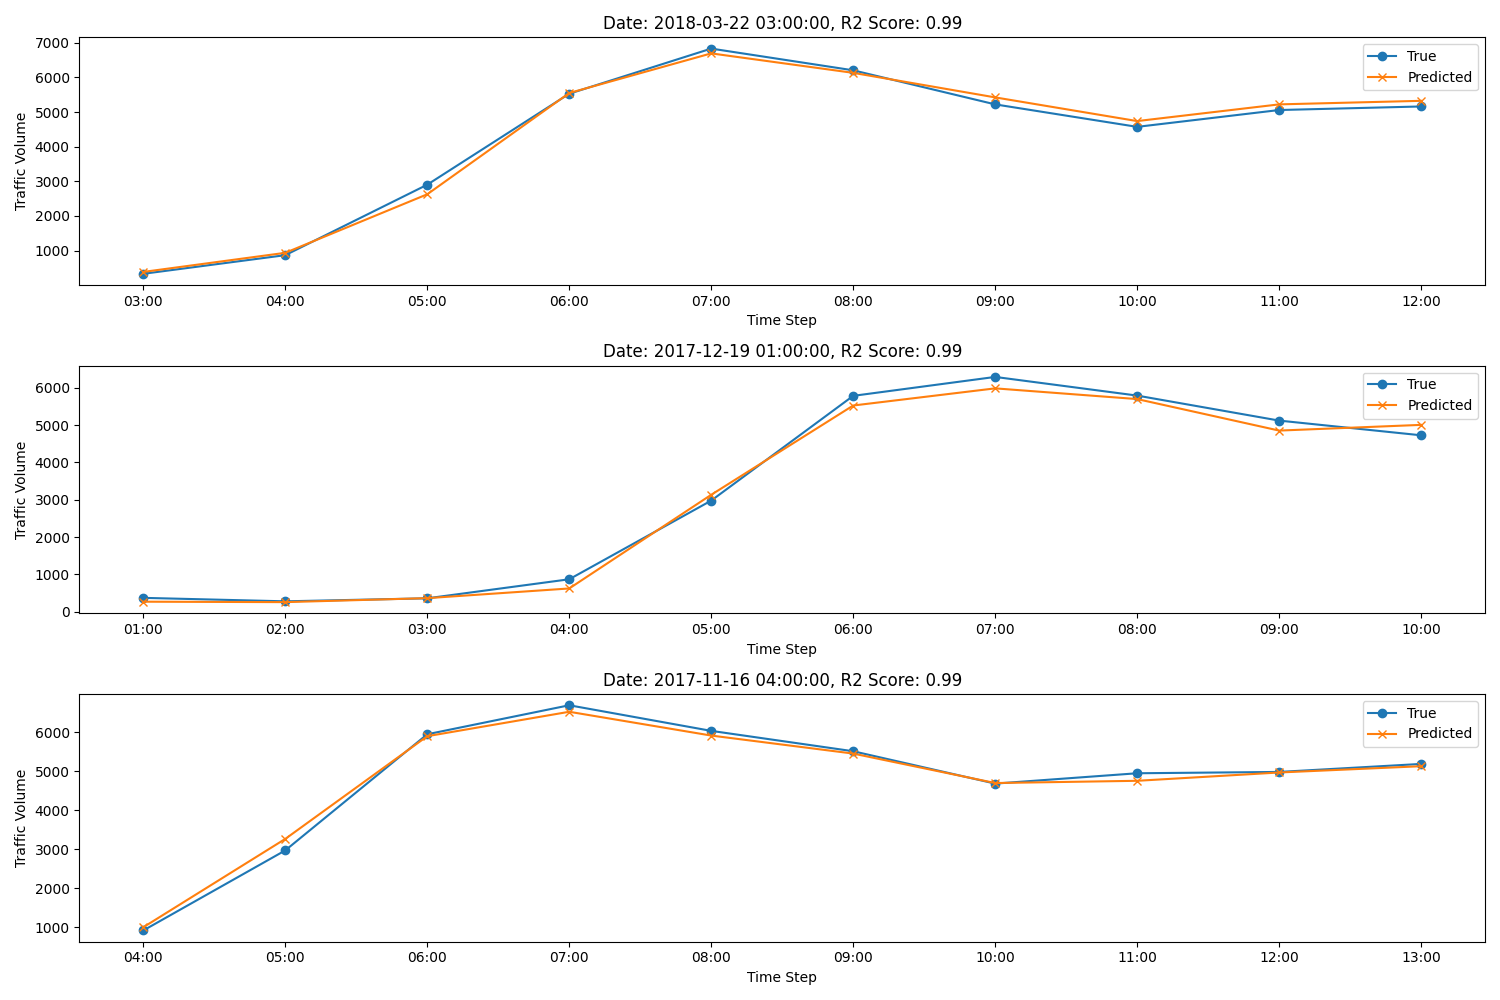 Date: 2018-03-22 03:00:00, R2 Score: 0.99
7000
6000
5000
4000
3000
2000
1000
Traffic Volume
True
Predicted
03:00 04:00 05:00 06:00 07:00 08:00 09:00 10:00 11:00 12:00
Time Step
Date: 2017-12-19 01:00:00, R2 Score: 0.99
6000
5000
4000
3000
2000
1000
0
Traffic Volume
True
Predicted
01:00 02:00 03:00 04:00 05:00 06:00 07:00 08:00 09:00 10:00
Time Step
Date: 2017-11-16 04:00:00, R2 Score: 0.99
6000
5000
4000
3000
2000
1000
Traffic Volume
True
Predicted
04:00 05:00 06:00 07:00 08:00 09:00 10:00 11:00 12:00 13:00
Time Step